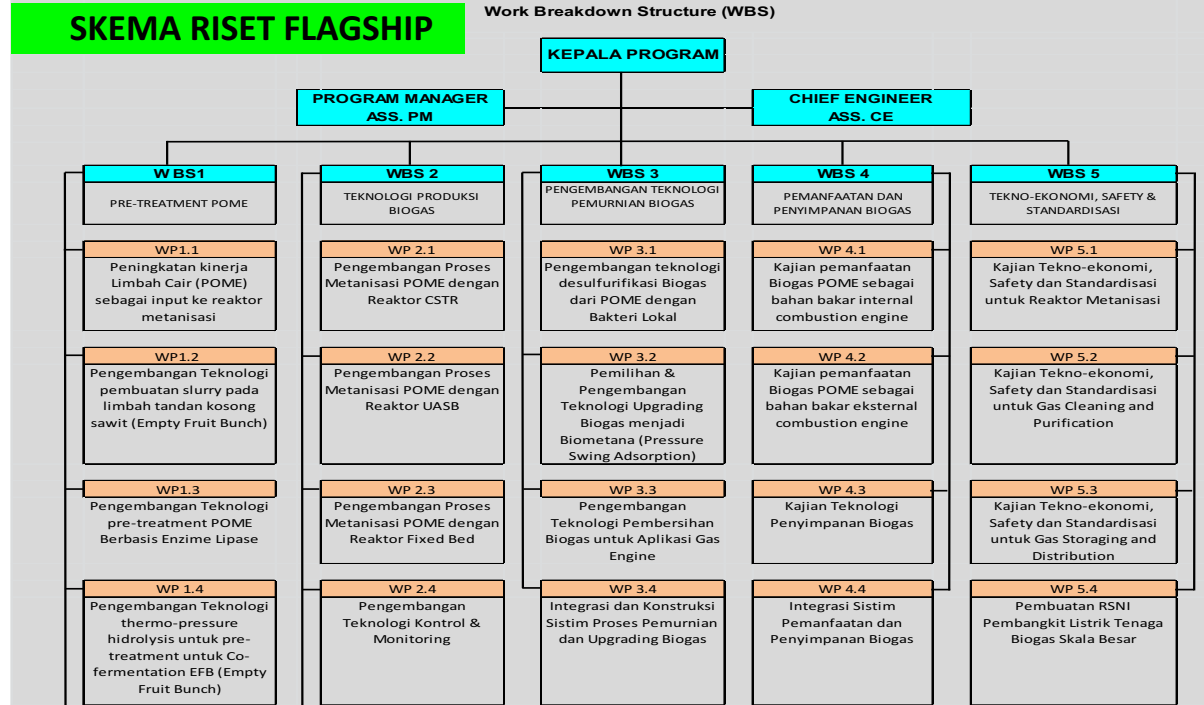 SKEMA RISET FLAGSHIP
Work Breakdown Structure (WBS)
KEPALA PROGRAM
PROGRAM MANAGER
ASS. PM
CHIEF ENGINEER
ASS. CE
W BS1
PRE-TREATMENT POME
WP1.1
Peningkatan kinerja
Limbah Cair (POME)
sebagai input ke reaktor
metanisasi
WP1.2
Pengembangan Teknologi
pembuatan slurry pada
limbah tandan kosong
sawit (Empty Fruit Bunch)
WP1.3
Pengembangan Teknologi
pre-treatment POME
Berbasis Enzime Lipase
WP 1.4
Pengembangan Teknologi
thermo-pressure
hidrolysis untuk pre-
treatment untuk Co-
fermentation EFB (Empty
Fruit Bunch)
WBS 2
TEKNOLOGI PRODUKSI
BIOGAS
WP 2.1
Pengembangan Proses
Metanisasi POME dengan
Reaktor CSTR
WP 2.2
Pengembangan Proses
Metanisasi POME dengan
Reaktor UASB
WP 2.3
Pengembangan Proses
Metanisasi POME dengan
Reaktor Fixed Bed
WP 2.4
Pengembangan
Teknologi Kontrol &
Monitoring
WBS 3
PENGEMBANGAN TEKNOLOGI
PEMURNIAN BIOGAS
WP 3.1
Pengembangan teknologi
desulfurifikasi Biogas
dari POME dengan
Bakteri Lokal
WP 3.2
Pemilihan &
Pengembangan
Teknologi Upgrading
Biogas menjadi
Biometana (Pressure
Swing Adsorption)
WP 3.3
Pengembangan
Teknologi Pembersihan
Biogas untuk Aplikasi Gas
Engine
WP 3.4
Integrasi dan Konstruksi
Sistim Proses Pemurnian
dan Upgrading Biogas
WBS 4
PEMANFAATAN DAN
PENYIMPANAN BIOGAS
WP 4.1
Kajian pemanfaatan
Biogas POME sebagai
bahan bakar internal
combustion engine
WP 4.2
Kajian pemanfaatan
Biogas POME sebagai
bahan bakar eksternal
combustion engine
WP 4.3
Kajian Teknologi
Penyimpanan Biogas
WP 4.4
Integrasi Sistim
Pemanfaatan dan
Penyimpanan Biogas
WBS 5
TEKNO-EKONOMI, SAFETY &
STANDARDISASI
WP 5.1
Kajian Tekno-ekonomi,
Safety dan Standardisasi
untuk Reaktor Metanisasi
WP 5.2
Kajian Tekno-ekonomi,
Safety dan Standardisasi
untuk Gas Cleaning and
Purification
WP 5.3
Kajian Tekno-ekonomi,
Safety dan Standardisasi
untuk Gas Storaging and
Distribution
WP 5.4
Pembuatan RSNI
Pembangkit Listrik Tenaga
Biogas Skala Besar